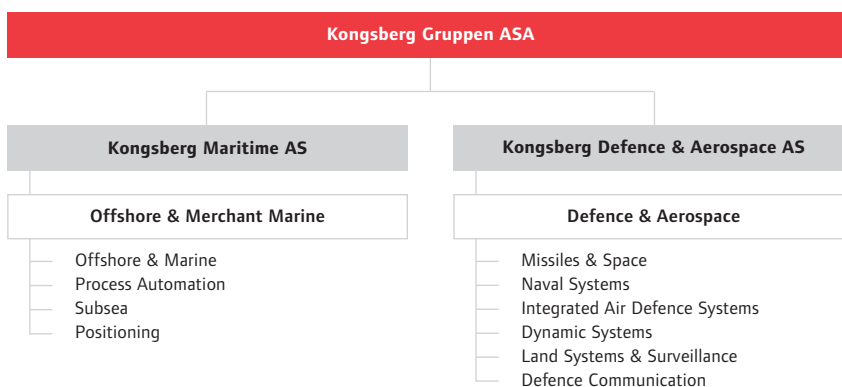 Kongsberg Gruppen ASA
Kongsberg Maritime AS
Offshore & Merchant Marine
Offshore & Marine
Process Automation
Subsea
Positioning
Kongsberg Defence & Aerospace AS
Defence & Aerospace
Missiles & Space
Naval Systems
Integrated Air Defence Systems
Dynamic Systems
Land Systems & Surveillance
Defence Communication